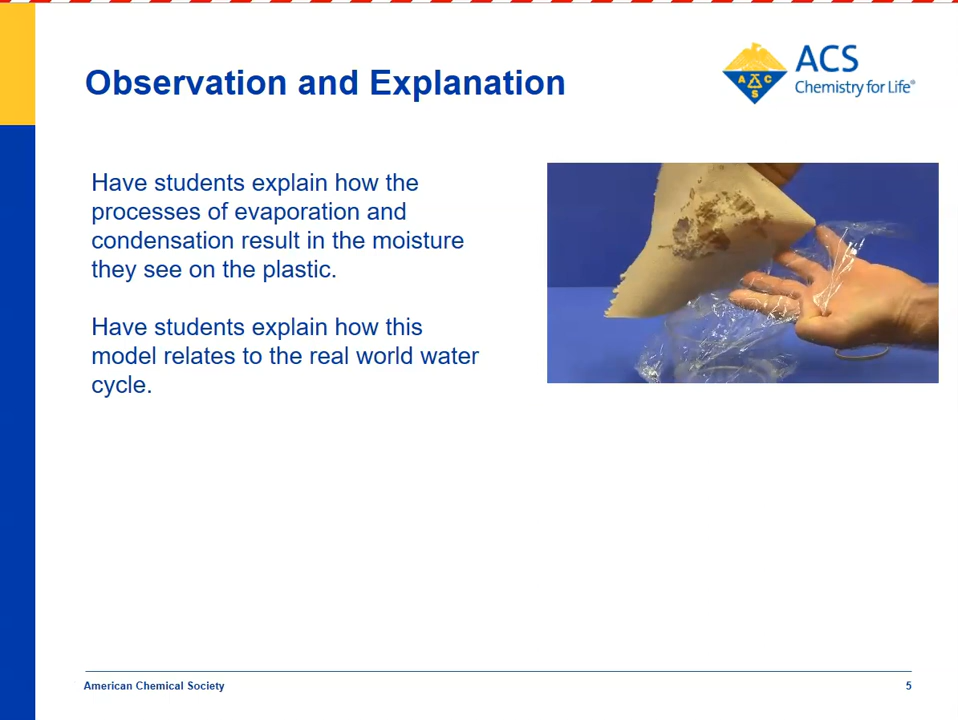 Observation and Explanation
ACS
Chemistry for Life®
A C S
Have students explain how the
processes of evaporation and
condensation result in the moisture
they see on the plastic.
Have students explain how this
model relates to the real world water
cycle.
American Chemical Society
5